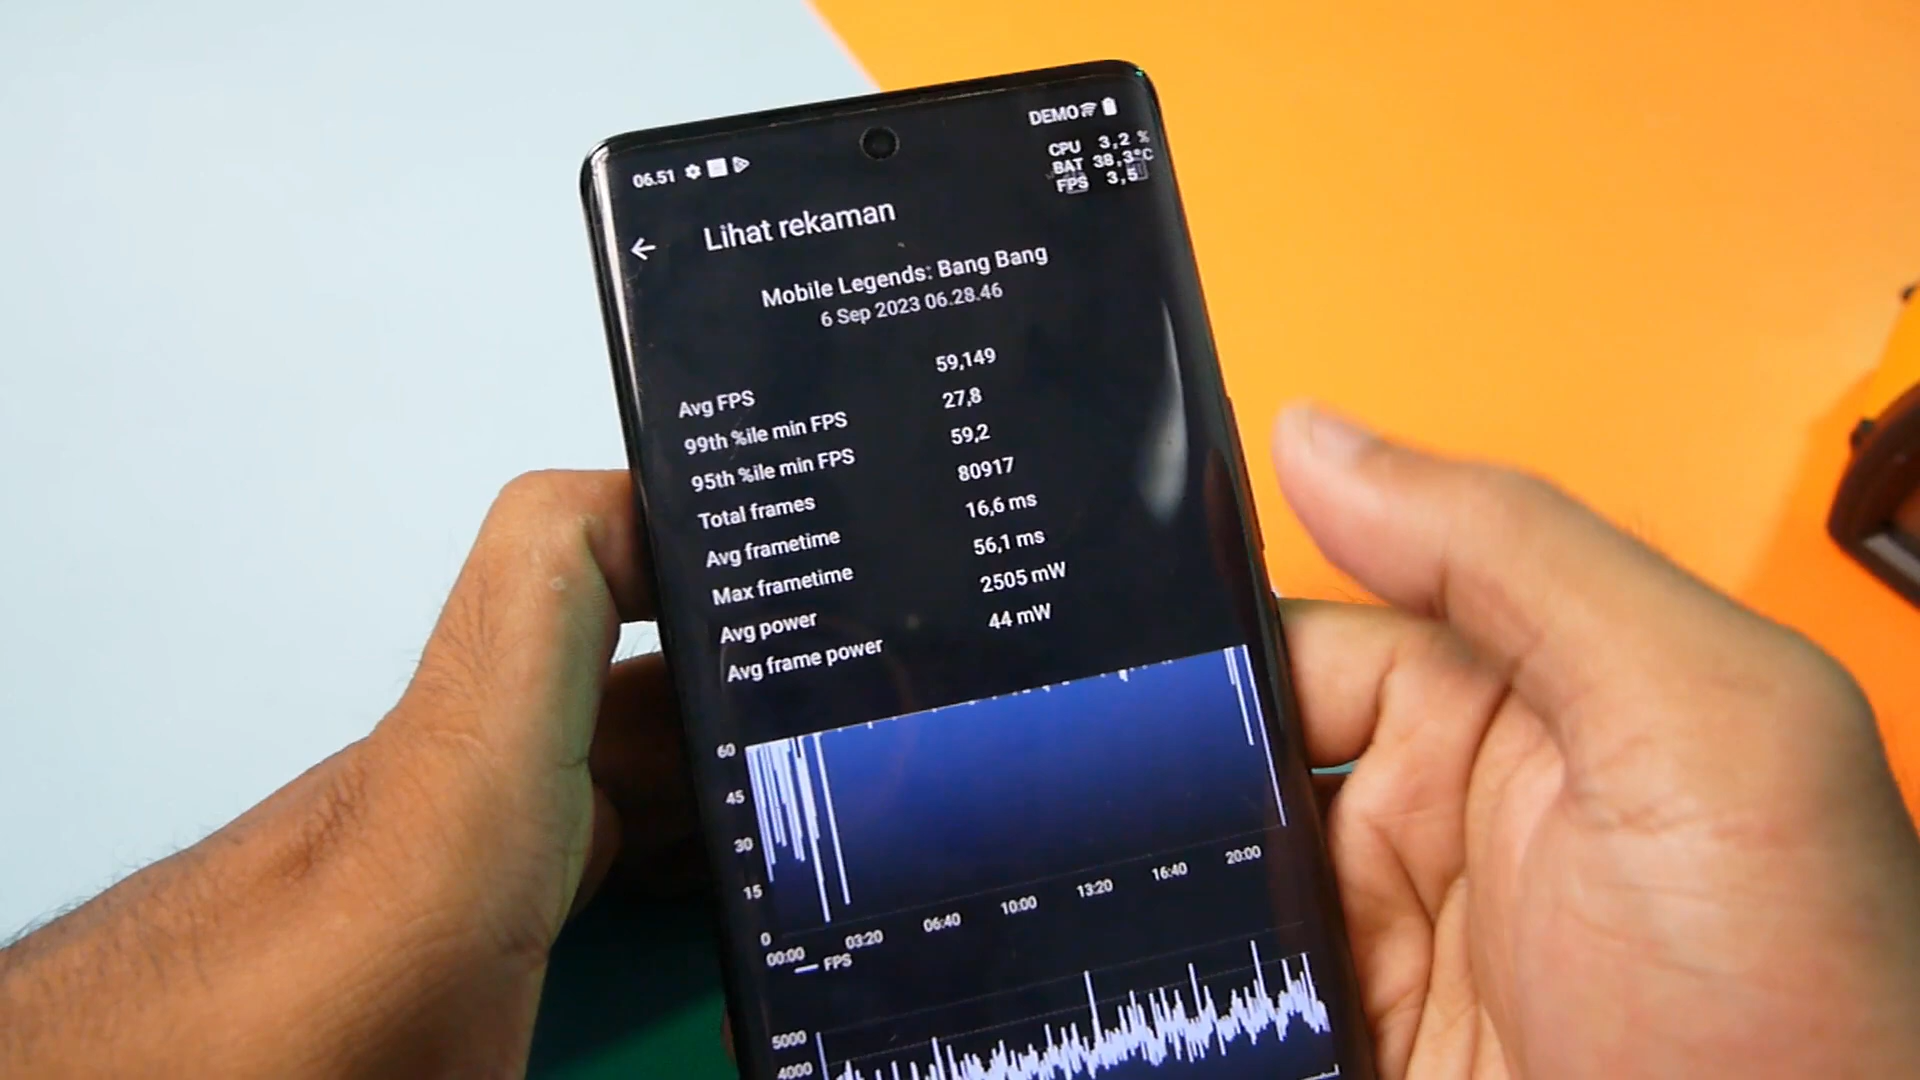 06.51 DEMO
CPU 3,2 %
BAT 38,3°C
FPS 3,5
Lihat rekaman
Mobile Legends: Bang Bang
6 Sep 2023 06.28.46
Avg FPS 59,149
99th %ile min FPS 27,8
95th %ile min FPS 59,2
Total frames 80917
Avg frametime 16,6 ms
Max frametime 56,1 ms
Avg power 2505 mW
Avg frame power 44 mW
60
45
30
15
0
00:00 03:20 06:40 10:00 13:20 16:40 20:00
FPS
5000
4000